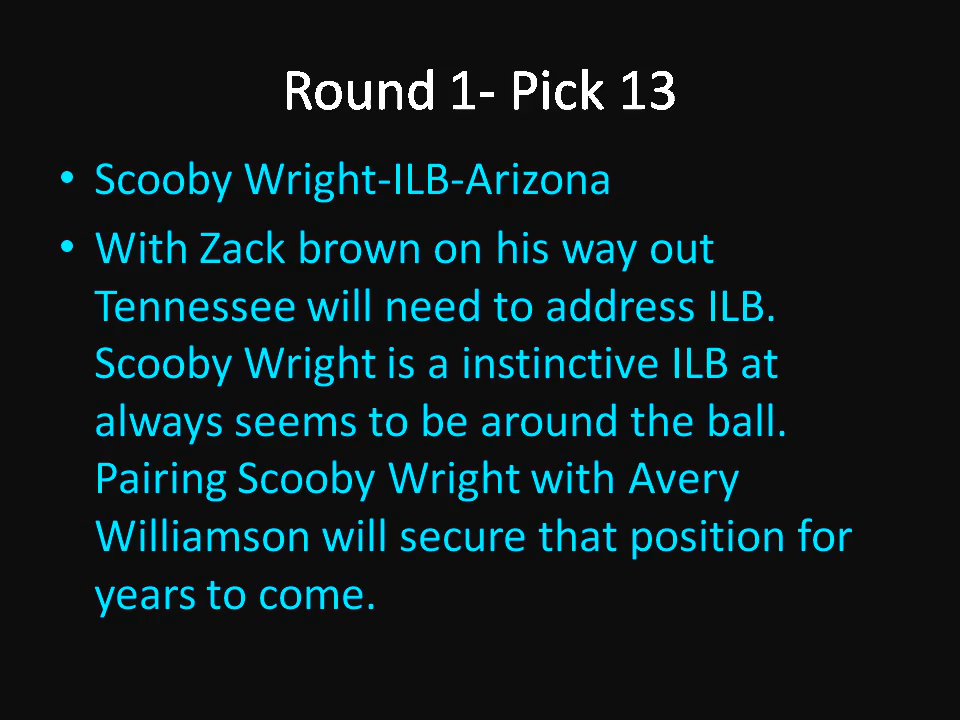 Round 1- Pick 13
• Scooby Wright-ILB-Arizona
• With Zack brown on his way out
Tennessee will need to address ILB.
Scooby Wright is a instinctive ILB at
always seems to be around the ball.
Pairing Scooby Wright with Avery
Williamson will secure that position for
years to come.